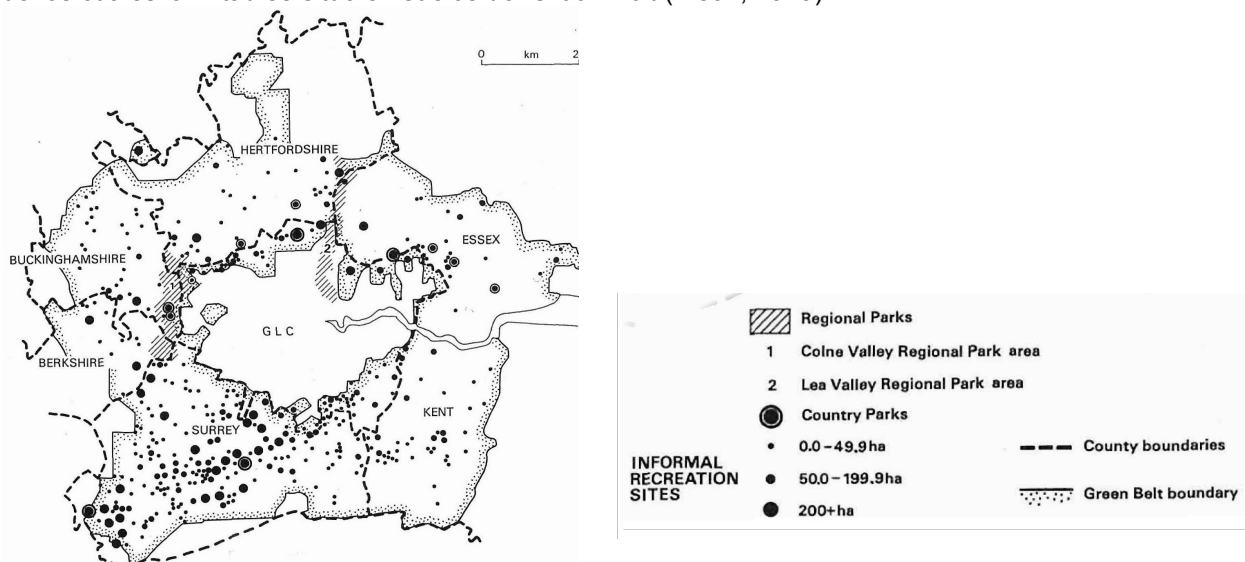 0 km 2
HERTFORDSHIRE
ESSEX
2
BUCKINGHAMSHIRE
GLC
BERKSHIRE
KENT
SURREY
Regional Parks
1 Colne Valley Regional Park area
2 Lea Valley Regional Park area
Country Parks
INFORMAL
RECREATION
SITES
0.0–49.9ha
50.0–199.9ha
200+ha
County boundaries
Green Belt boundary